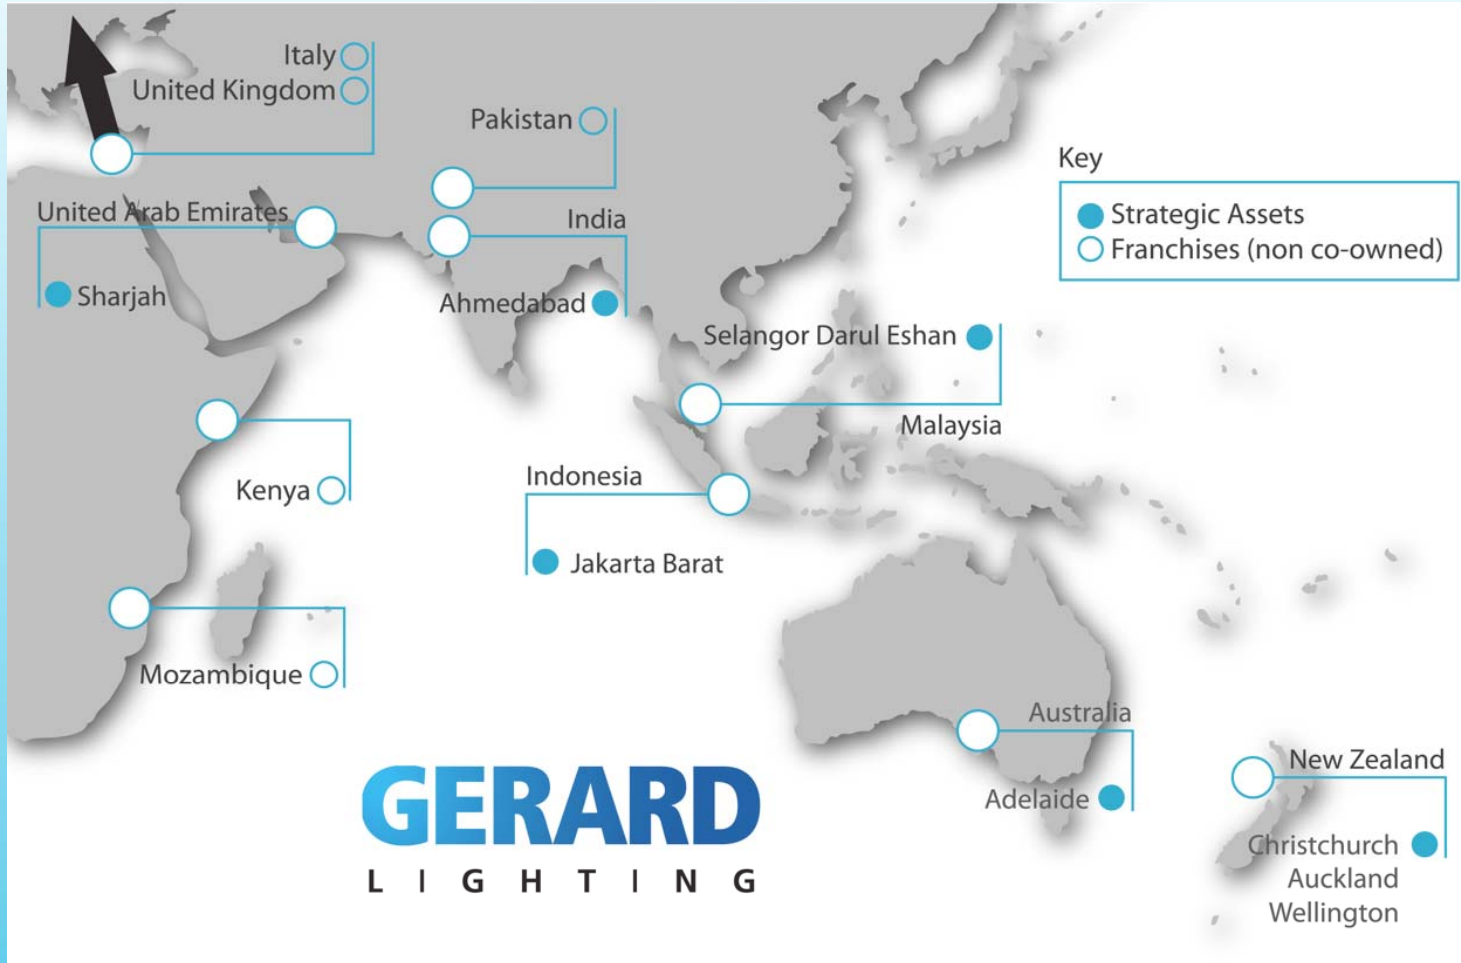 Italy
United Kingdom
Pakistan
Key
Strategic Assets
Franchises (non co-owned)
United Arab Emirates
India
Sharjah
Ahmedabad
Selangor Darul Eshan
Malaysia
Kenya
Indonesia
Jakarta Barat
Mozambique
Australia
Adelaide
New Zealand
Christchurch
Auckland
Wellington
GERARD
LIGHTING